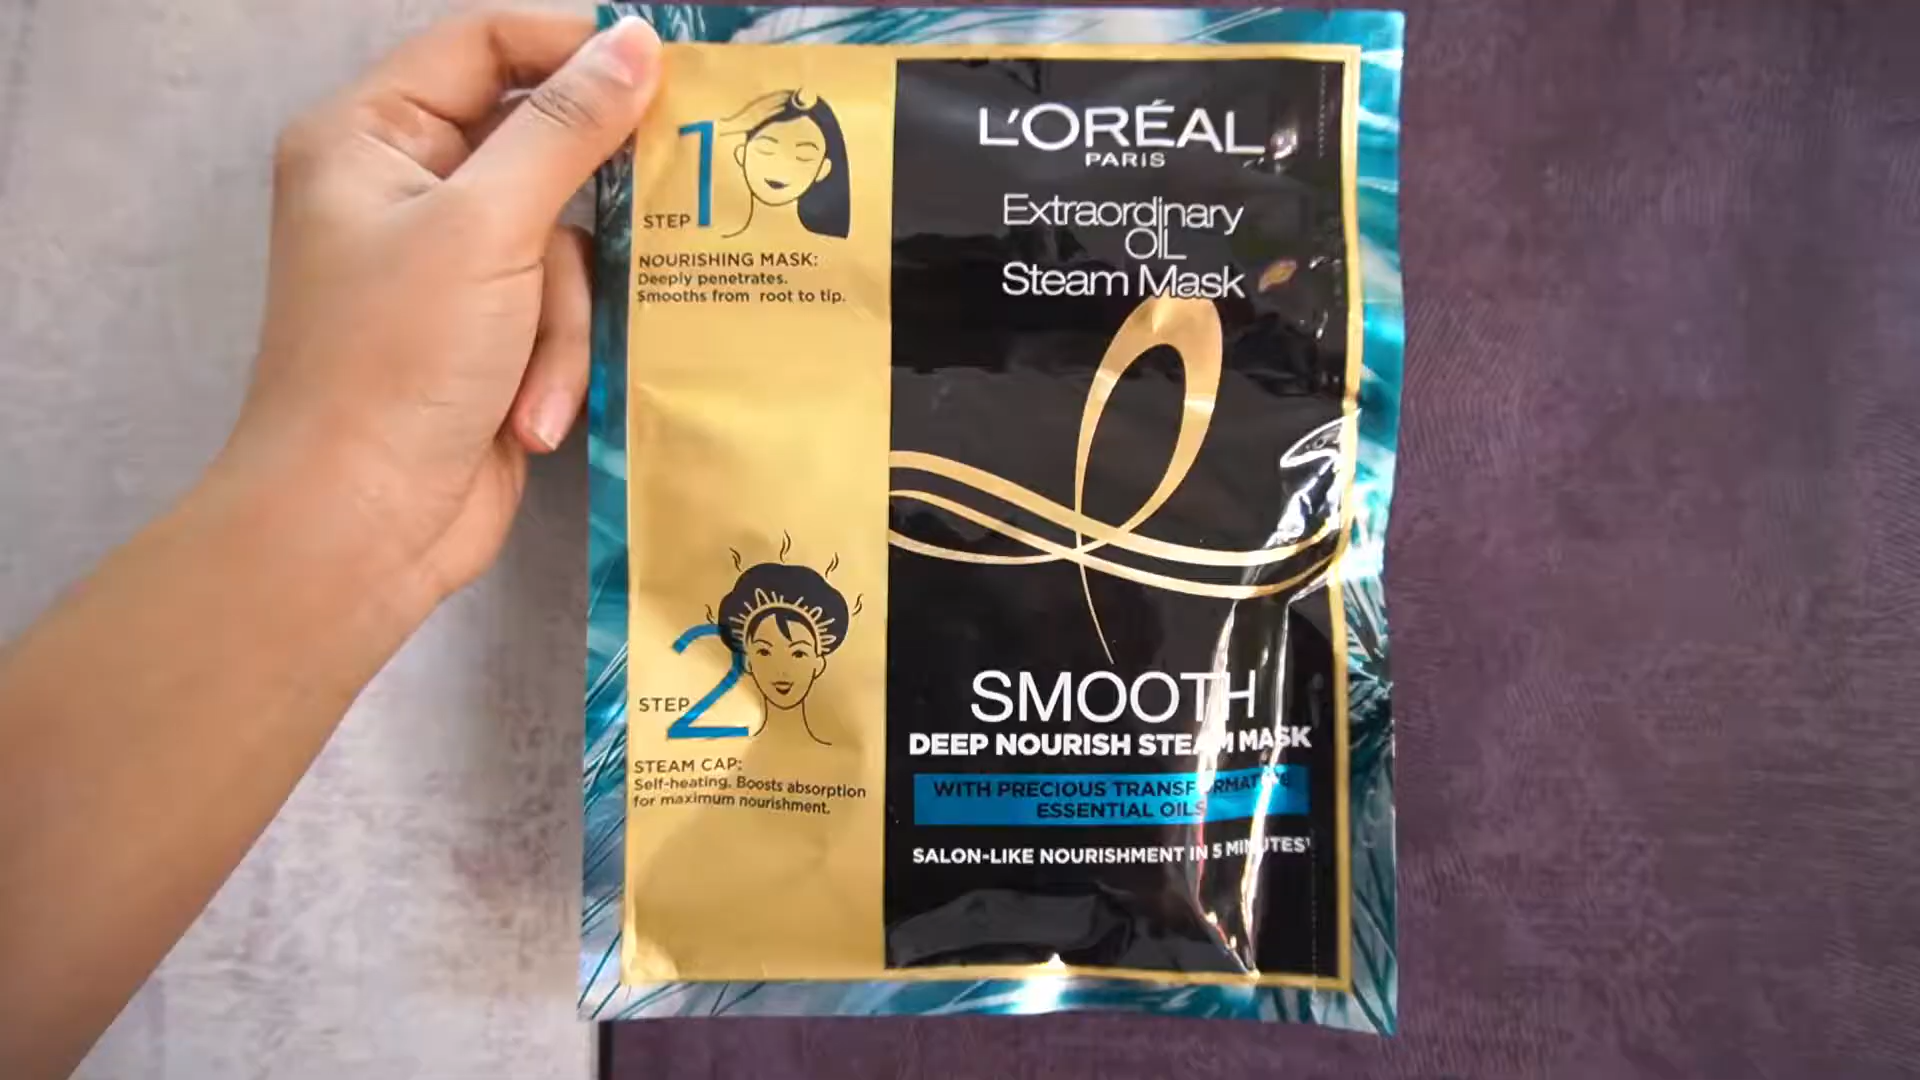 STEP 1
NOURISHING MASK:
Deeply penetrates.
Smooths from root to tip.
STEP 2
STEAM CAP:
Self-heating. Boosts absorption
for maximum nourishment.
L'ORÉAL
PARIS
Extraordinary
OIL
Steam Mask
SMOOTH
DEEP NOURISH STEAM MASK
WITH PRECIOUS TRANSFORMATIVE
ESSENTIAL OILS
SALON-LIKE NOURISHMENT IN 5 MINUTES¹